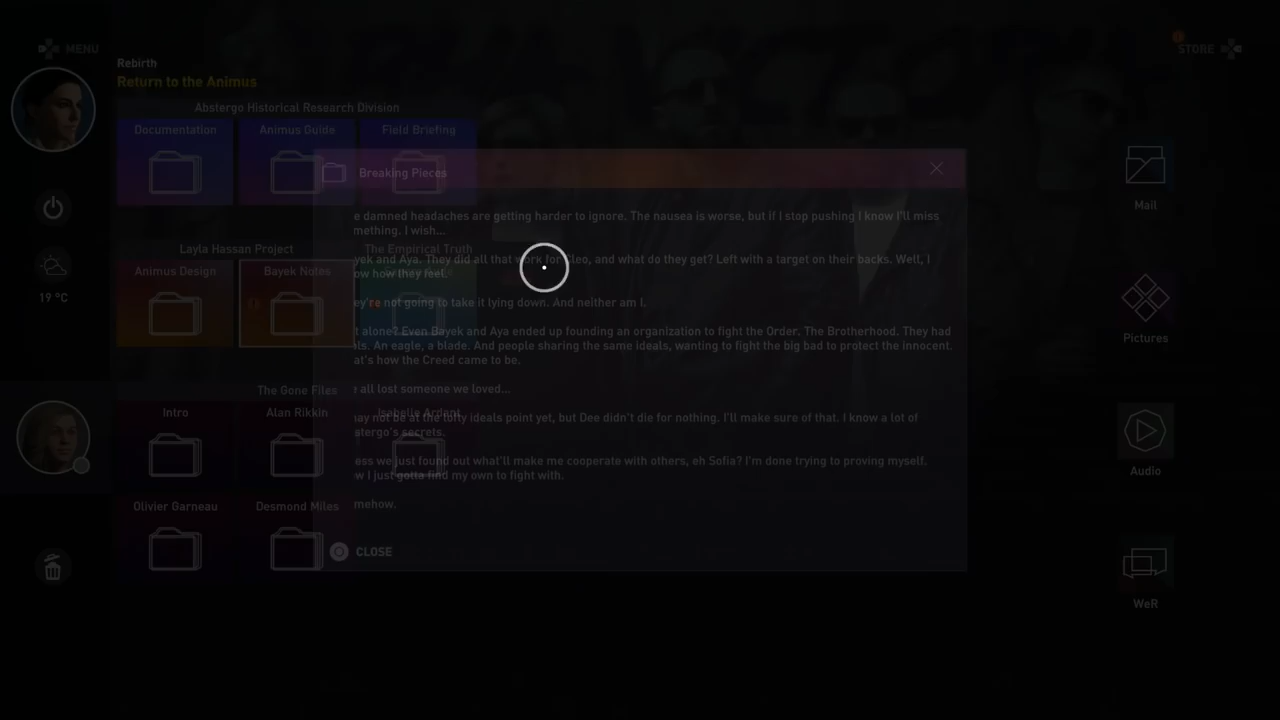 MENU
STORE
Rebirth
Return to the Animus
Abstergo Historical Research Division
Documentation
Animus Guide
Field Briefing
Breaking Pieces
e damned headaches are getting harder to ignore. The nausea is worse, but if I stop pushing I know I'll miss
mething. I wish...
Layla Hassan Project
The Empirical Truth
Animus Design
Bayek Notes
yek and Aya. They did all that work for Cleo, and what do they get? Left with a target on their backs. Well, I
ow how they feel.
ey're not going to take it lying down. And neither am I.
t alone? Even Bayek and Aya ended up founding an organization to fight the Order. The Brotherhood. They had
ls. An eagle, a blade. And people sharing the same ideals, wanting to fight the big bad to protect the innocent.
at's how the Creed came to be.
The Gone Files
all lost someone we loved...
Intro
Alan Rikkin
Isabelle Ardant
ay not be at the lofty ideals point yet, but Dee didn't die for nothing. I'll make sure of that. I know a lot of
stergo's secrets.
ess we just found out what'll make me cooperate with others, eh Sofia? I'm done trying to proving myself.
w I just gotta find my own to fight with.
mehow.
Olivier Garneau
Desmond Miles
CLOSE
19 °C
Mail
Pictures
Audio
WeR